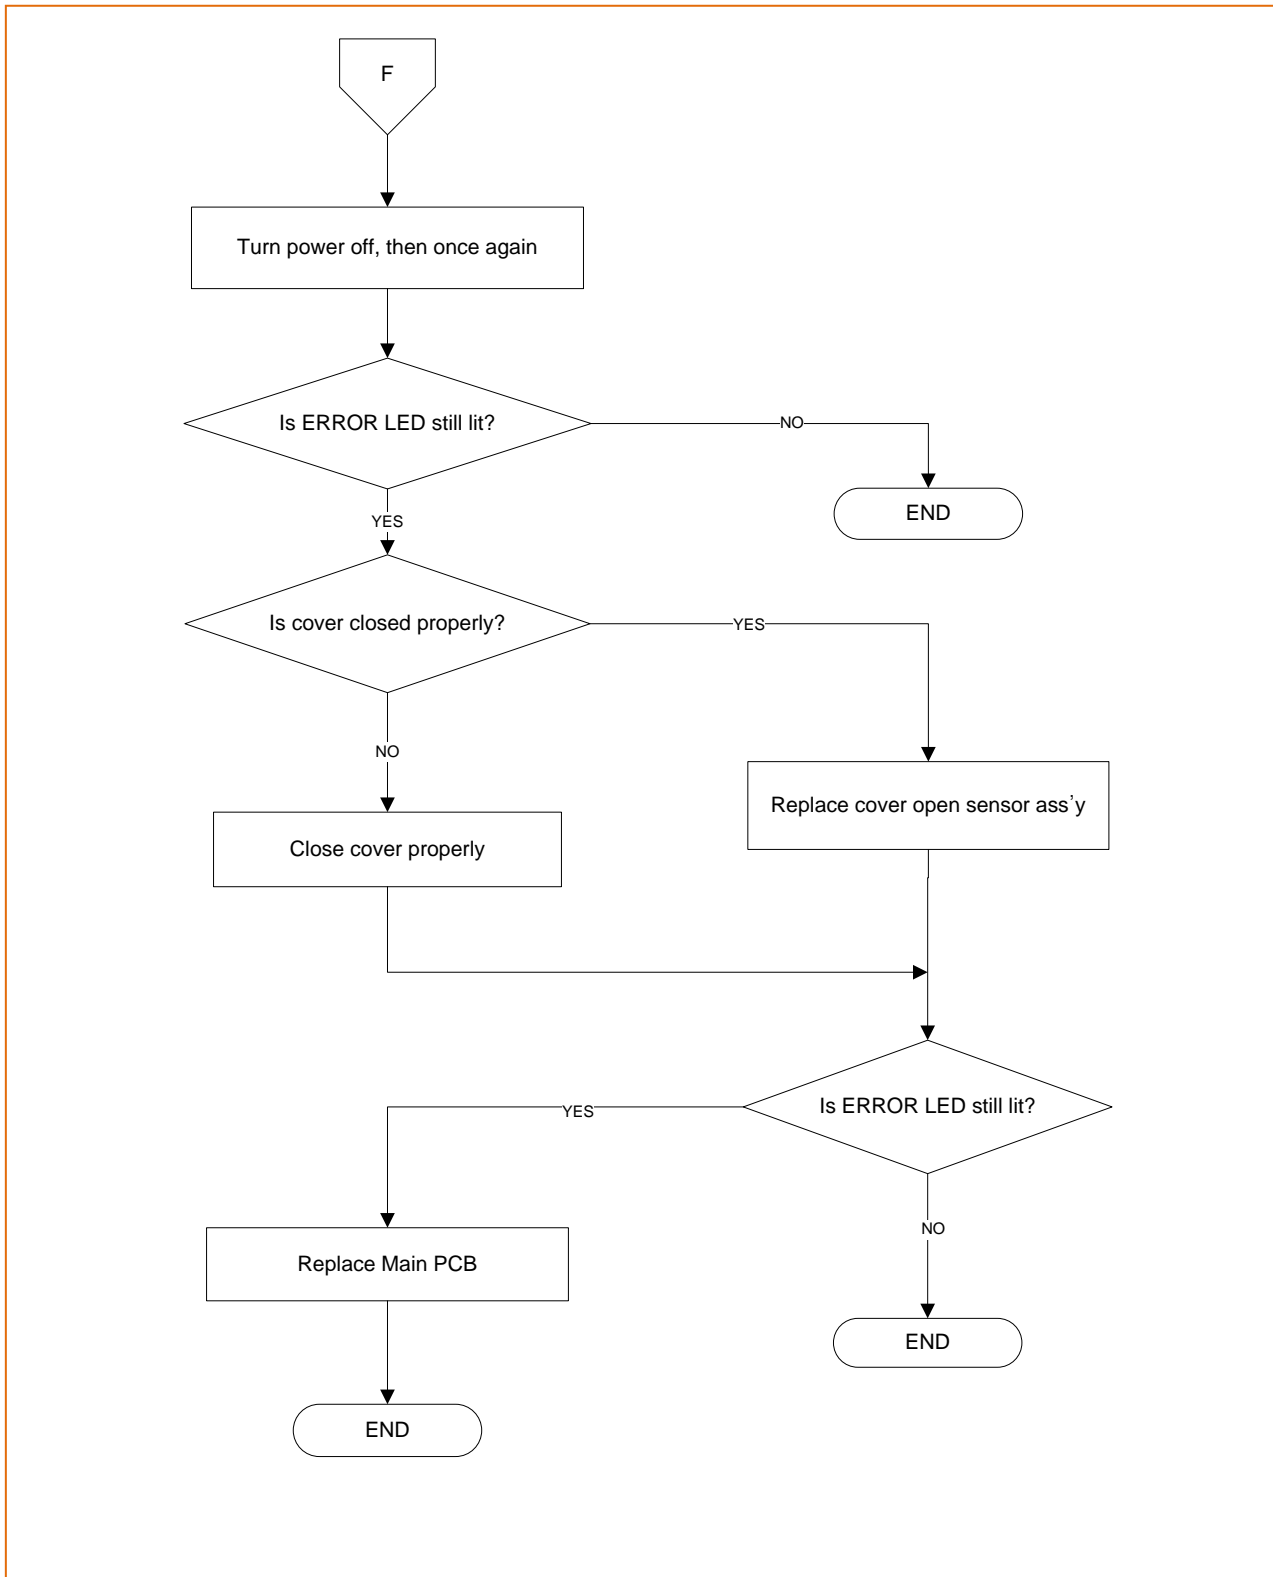 F
Turn power off, then once again
Is ERROR LED still lit?
NO
END
YES
Is cover closed properly?
YES
NO
Replace cover open sensor ass’y
Close cover properly
Is ERROR LED still lit?
YES
NO
Replace Main PCB
END
END